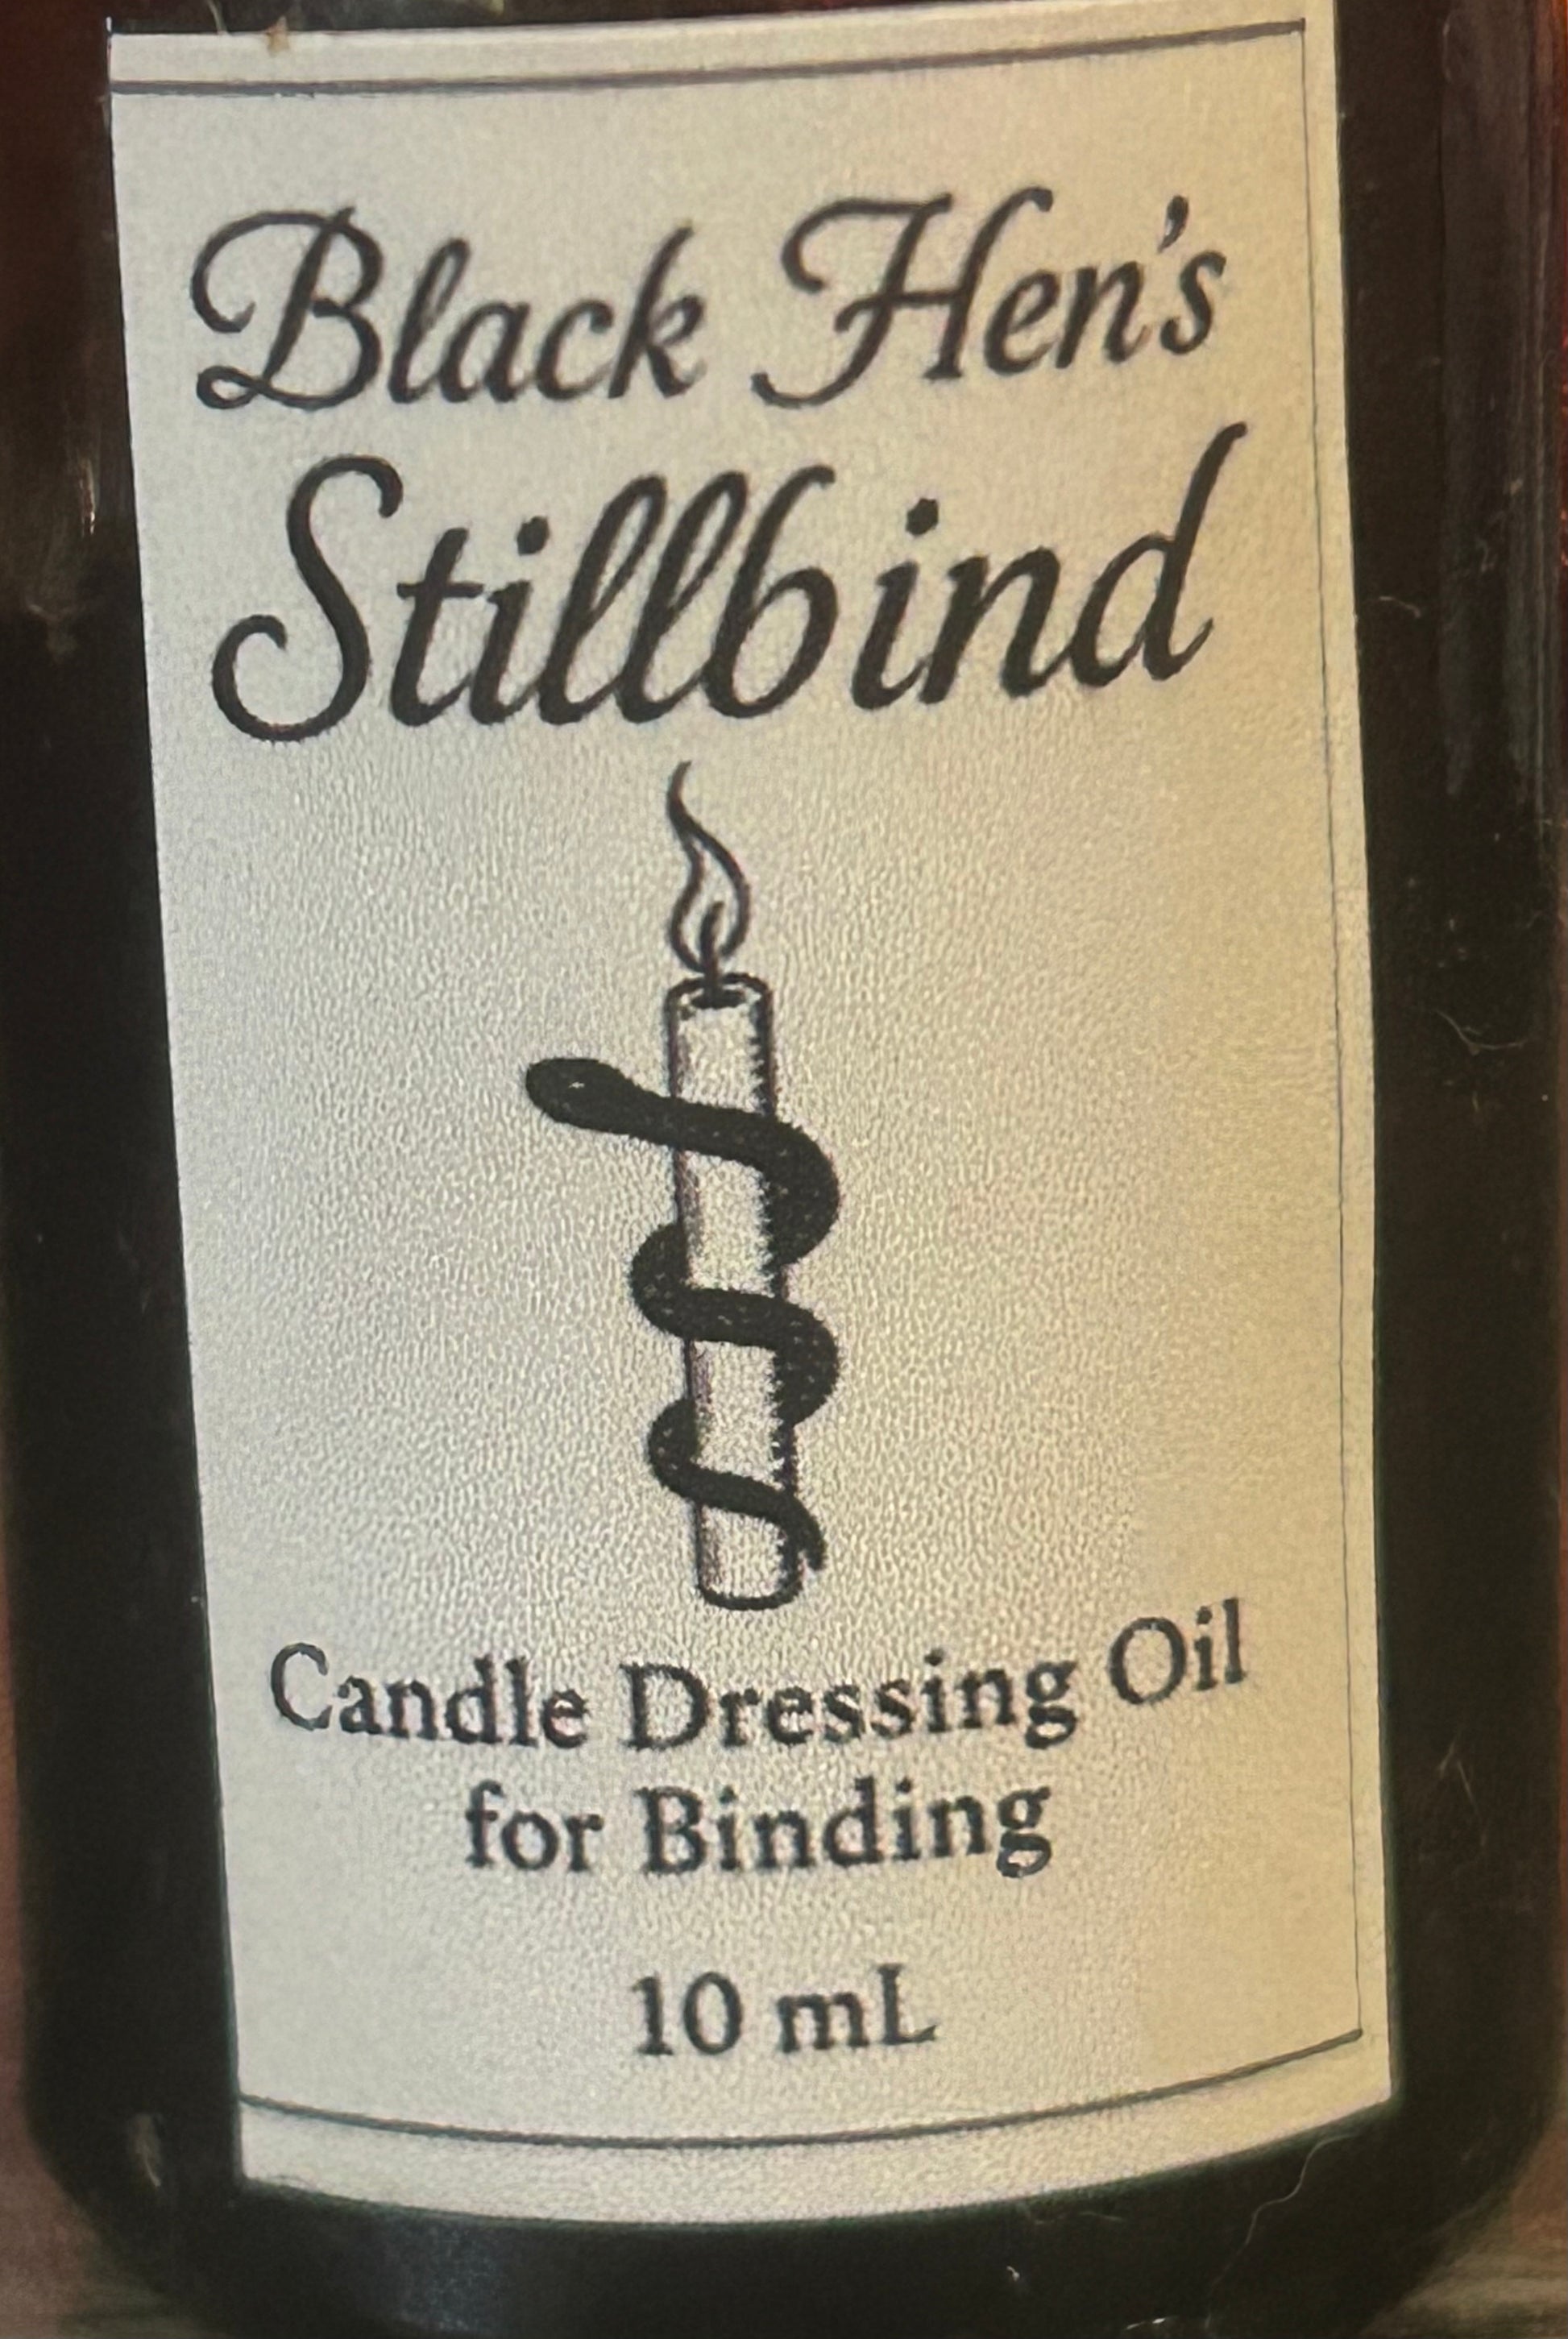 Black Hen's
Stillbind
Candle Dressing Oil
for Binding
10 mL